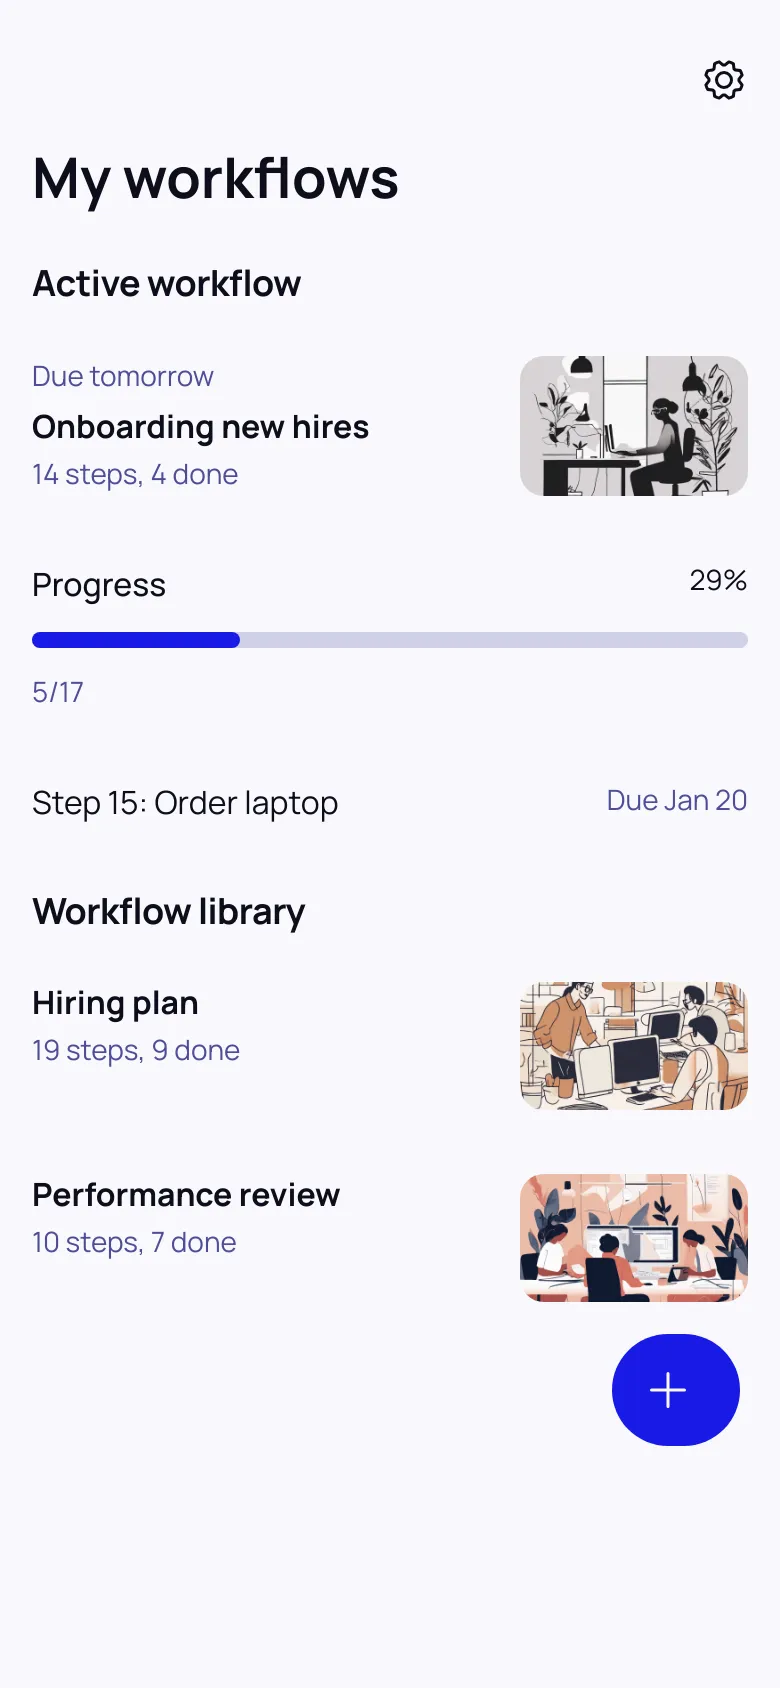 My workflows
Active workflow
Due tomorrow
Onboarding new hires
14 steps, 4 done
Progress
29%
5/17
Step 15: Order laptop
Due Jan 20
Workflow library
Hiring plan
19 steps, 9 done
Performance review
10 steps, 7 done